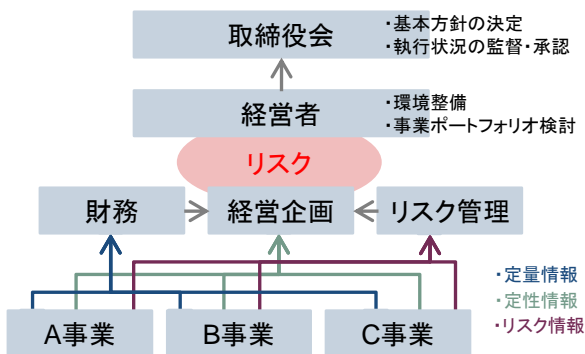 取締役会
・基本方針の決定
・執行状況の監督・承認
経営者
・環境整備
・事業ポートフォリオ検討
リスク
財務
経営企画
リスク管理
・定量情報
・定性情報
・リスク情報
A事業
B事業
C事業